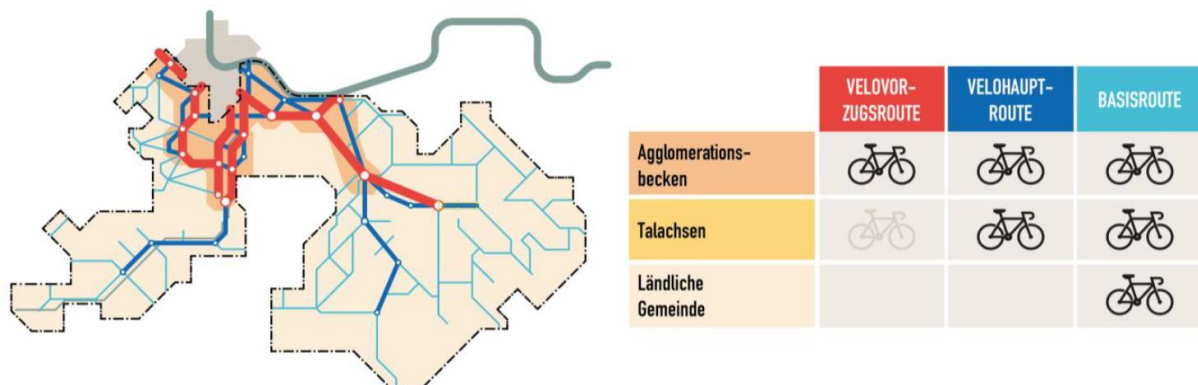 VELOVOR-
ZUGSROUTE
VELOHAUPT-
ROUTE
BASISROUTE
Agglomerations-
becken
Talachsen
Ländliche
Gemeinde